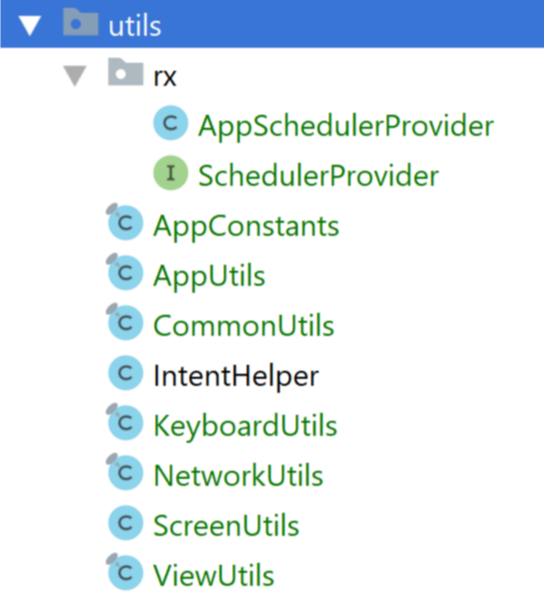 utils
rx
C AppSchedulerProvider
I SchedulerProvider
C AppConstants
C AppUtils
C CommonUtils
C IntentHelper
C KeyboardUtils
C NetworkUtils
C ScreenUtils
C ViewUtils